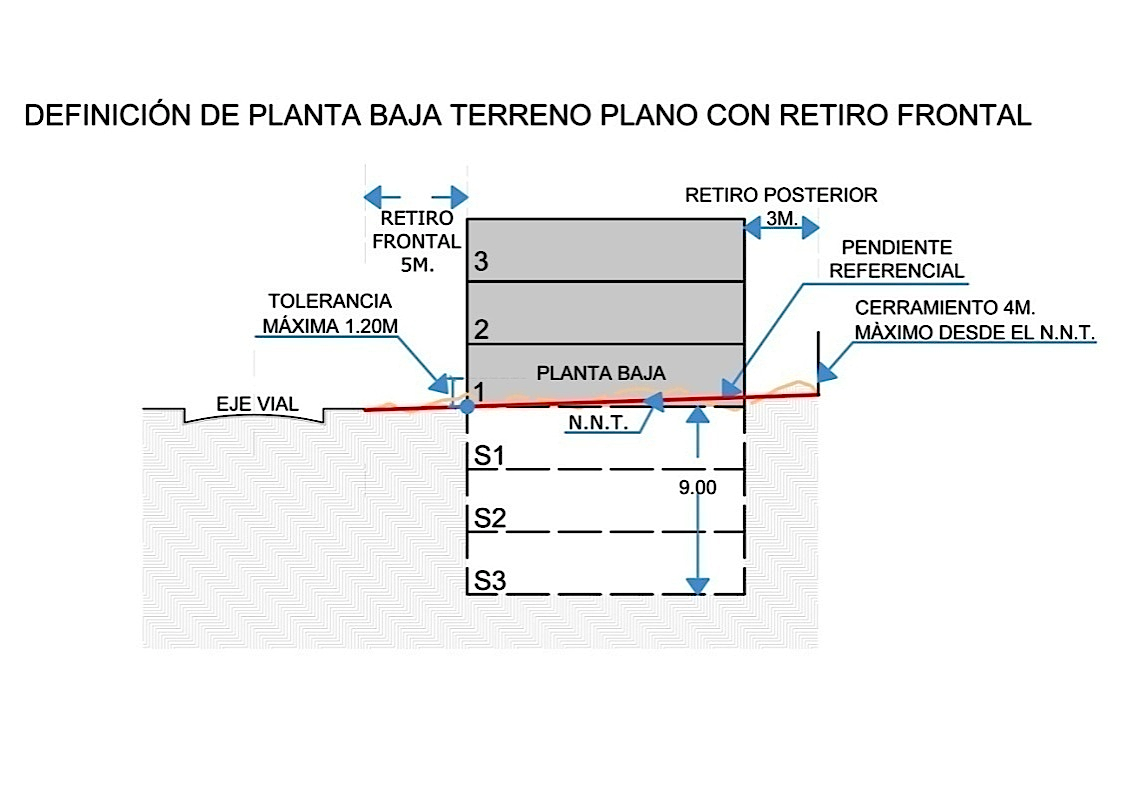 DEFINICIÓN DE PLANTA BAJA TERRENO PLANO CON RETIRO FRONTAL
RETIRO
FRONTAL
5M.
RETIRO POSTERIOR
3M.
PENDIENTE
REFERENCIAL
TOLERANCIA
MÁXIMA 1.20M
CERRAMIENTO 4M.
MÀXIMO DESDE EL N.N.T.
3
2
1
PLANTA BAJA
EJE VIAL
N.N.T.
S1
9.00
S2
S3